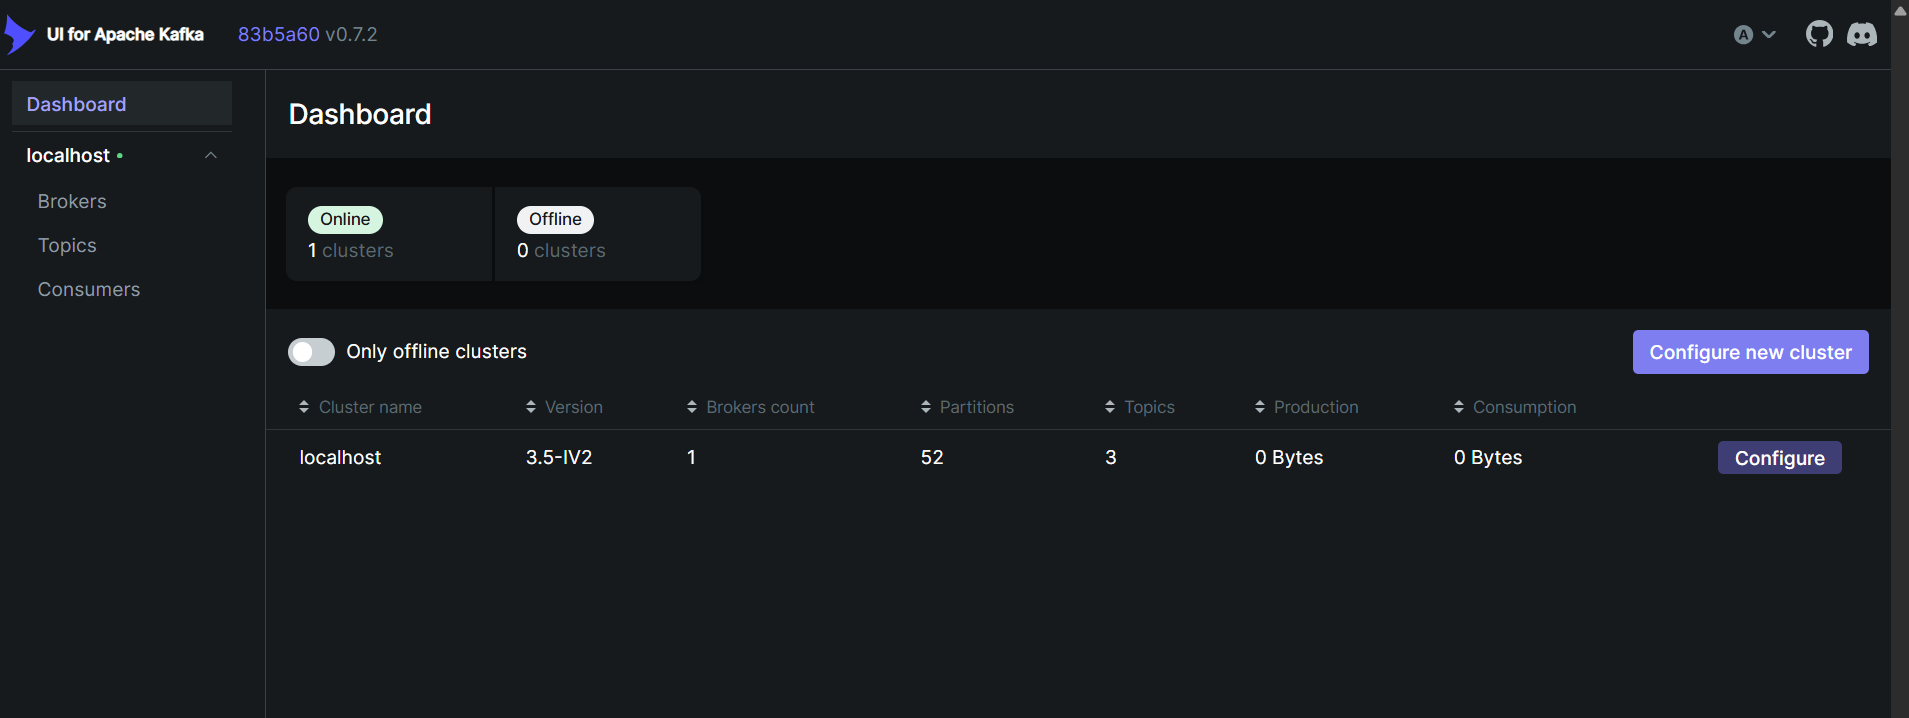 UI for Apache Kafka 83b5a60 v0.7.2
A
Dashboard
localhost
Brokers
Topics
Consumers
Dashboard
Online
1 clusters
Offline
0 clusters
Only offline clusters
Configure new cluster
Cluster name Version Brokers count Partitions Topics Production Consumption
localhost 3.5-IV2 1 52 3 0 Bytes 0 Bytes Configure